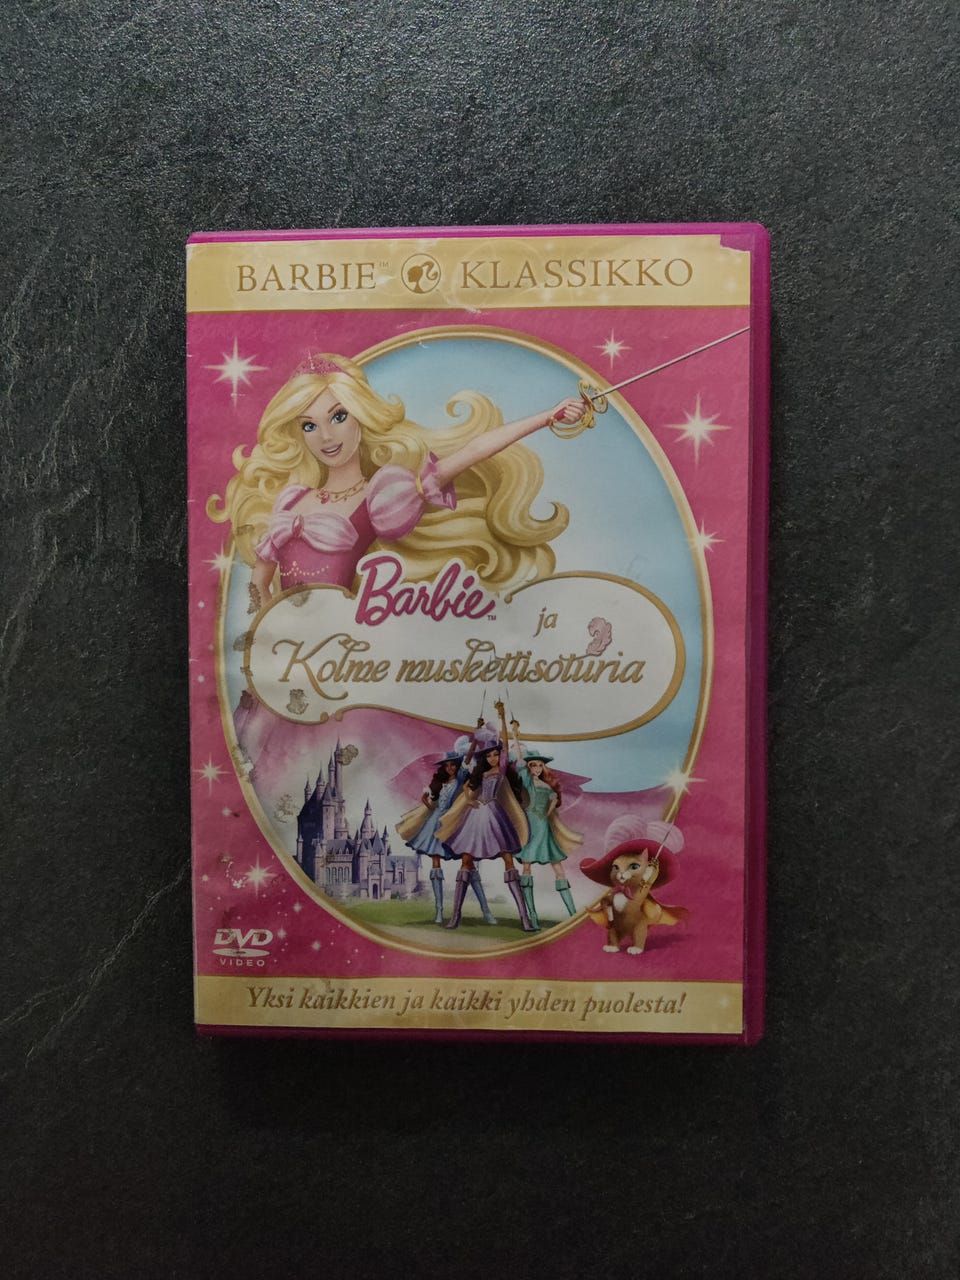 BARBIE™ KLASSIKKO
Barbie™
ja
Kolme muskettisoturia
DVD
VIDEO
Yksi kaikkien ja kaikki yhden puolesta!